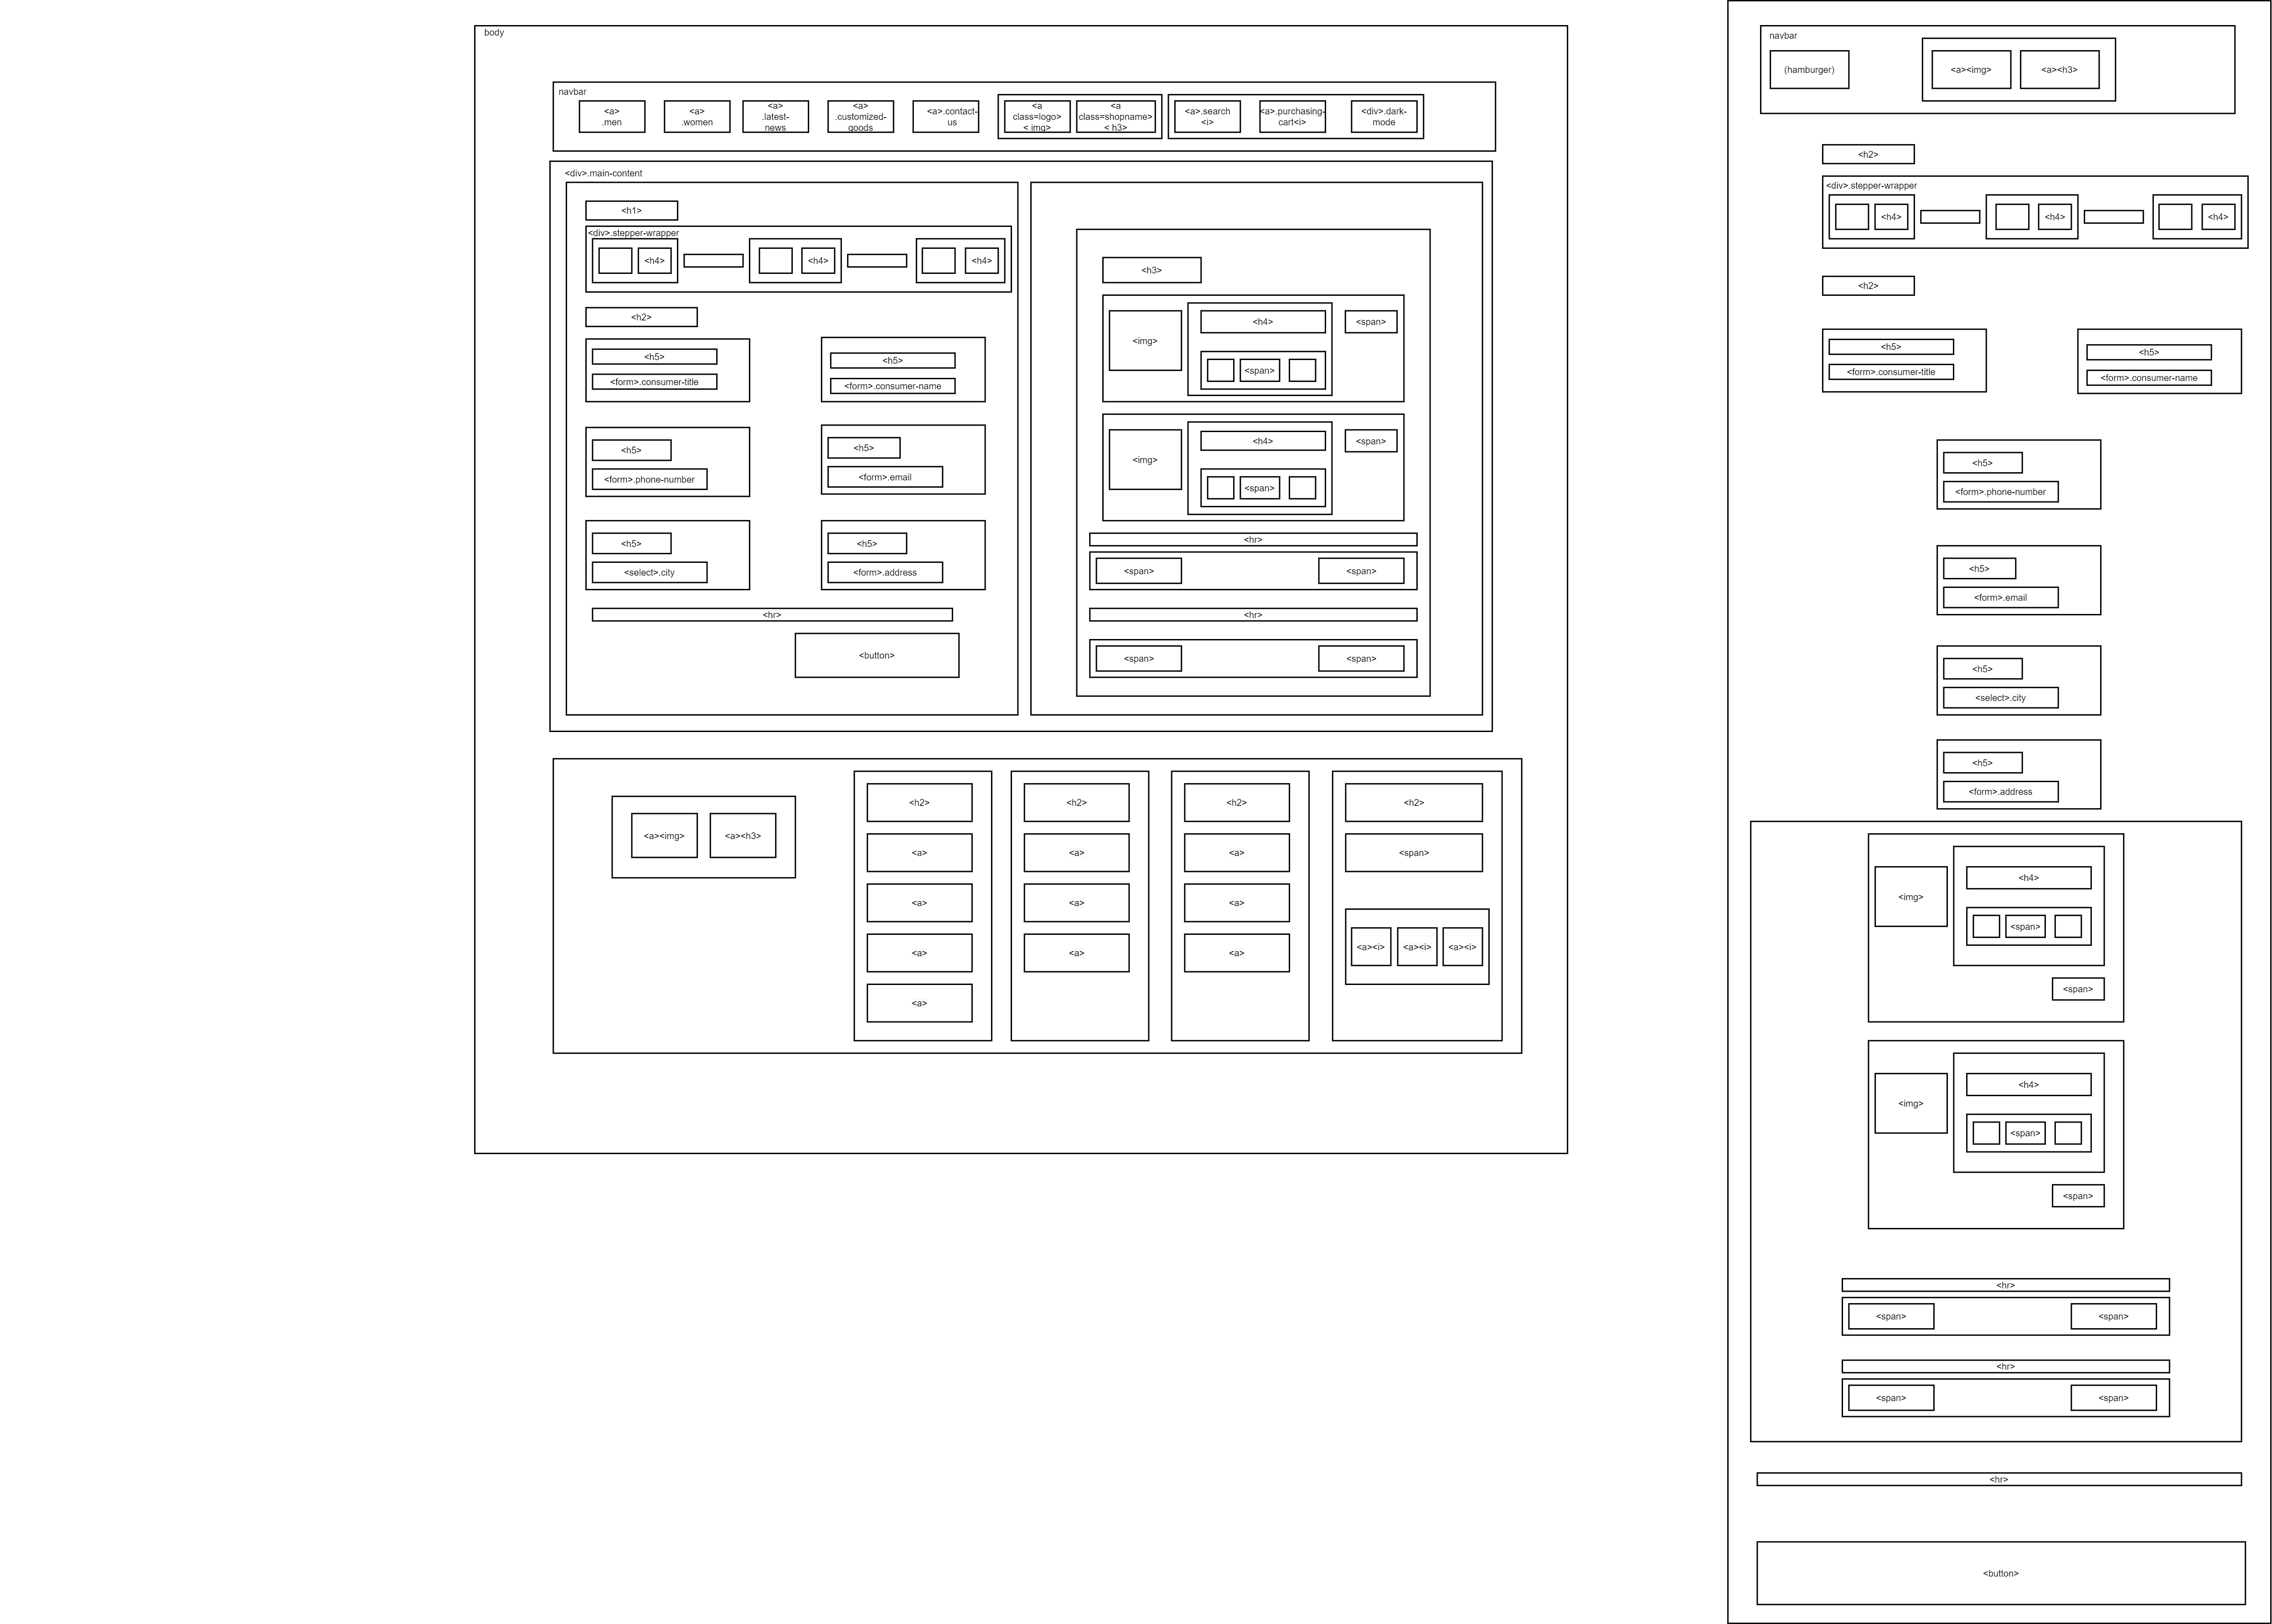 body
navbar
<a>
.men
<a>
.women
<a>
.latest-
news
<a>
.customized-
goods
<a>.contact-
us
<a
class=logo>
< img>
<a
class=shopname>
< h3>
<a>.search
<i>
<a>.purchasing-
cart<i>
<div>.dark-
mode
<div>.main-content
<h1>
<div>.stepper-wrapper
<h4>
<h4>
<h4>
<h2>
<h5>
<form>.consumer-title
<h5>
<form>.consumer-name
<h5>
<form>.phone-number
<h5>
<form>.email
<h5>
<select>.city
<h5>
<form>.address
<hr>
<button>
<h3>
<img>
<h4>
<span>
<span>
<img>
<h4>
<span>
<span>
<hr>
<span>
<span>
<hr>
<span>
<span>
<a><img>
<a><h3>
<h2>
<a>
<a>
<a>
<a>
<h2>
<a>
<a>
<a>
<h2>
<a>
<a>
<a>
<h2>
<span>
<a><i>
<a><i>
<a><i>
navbar
(hamburger)
<a><img>
<a><h3>
<h2>
<div>.stepper-wrapper
<h4>
<h4>
<h4>
<h2>
<h5>
<form>.consumer-title
<h5>
<form>.consumer-name
<h5>
<form>.phone-number
<h5>
<form>.email
<h5>
<select>.city
<h5>
<form>.address
<img>
<h4>
<span>
<span>
<img>
<h4>
<span>
<span>
<hr>
<span>
<span>
<hr>
<span>
<span>
<hr>
<button>